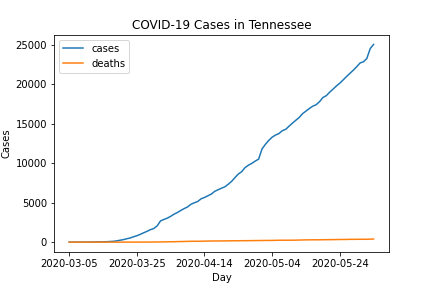 COVID-19 Cases in Tennessee
cases
deaths
25000
20000
15000
10000
5000
0
Cases
2020-03-05 2020-03-25 2020-04-14 2020-05-04 2020-05-24
Day